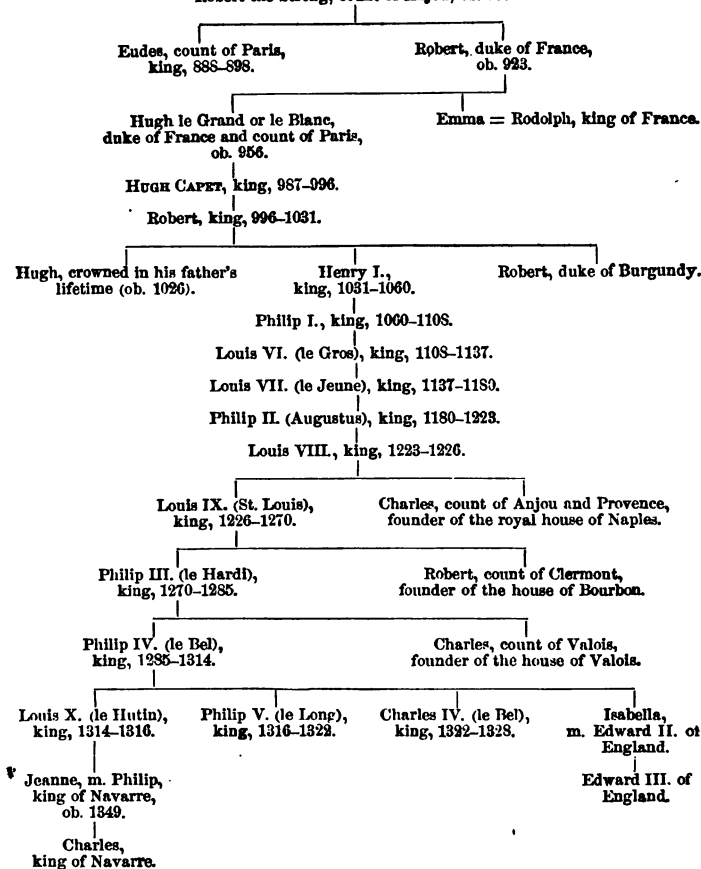 Eudes, count of Paris,
king, 888–898.
Robert, duke of France,
ob. 923.
Hugh le Grand or le Blanc,
duke of France and count of Paris,
ob. 956.
Emma = Rodolph, king of France.
HUGH CAPET, king, 987–996.
Robert, king, 996–1031.
Hugh, crowned in his father's
lifetime (ob. 1026).
Henry I.,
king, 1031–1060.
Robert, duke of Burgundy.
Philip I., king, 1060–1108.
Louis VI. (le Gros), king, 1108–1137.
Louis VII. (le Jeune), king, 1137–1180.
Philip II. (Augustus), king, 1180–1223.
Louis VIII., king, 1223–1226.
Louis IX. (St. Louis),
king, 1226–1270.
Charles, count of Anjou and Provence,
founder of the royal house of Naples.
Philip III. (le Hardi),
king, 1270–1285.
Robert, count of Clermont,
founder of the house of Bourbon.
Philip IV. (le Bel),
king, 1285–1314.
Charles, count of Valois,
founder of the house of Valois.
Louis X. (le Hutin),
king, 1314–1316.
Philip V. (le Long),
king, 1316–1322.
Charles IV. (le Bel),
king, 1322–1328.
Isabella,
m. Edward II. of
England.
Jeanne, m. Philip,
king of Navarre,
ob. 1349.
Edward III. of
England.
Charles,
king of Navarre.